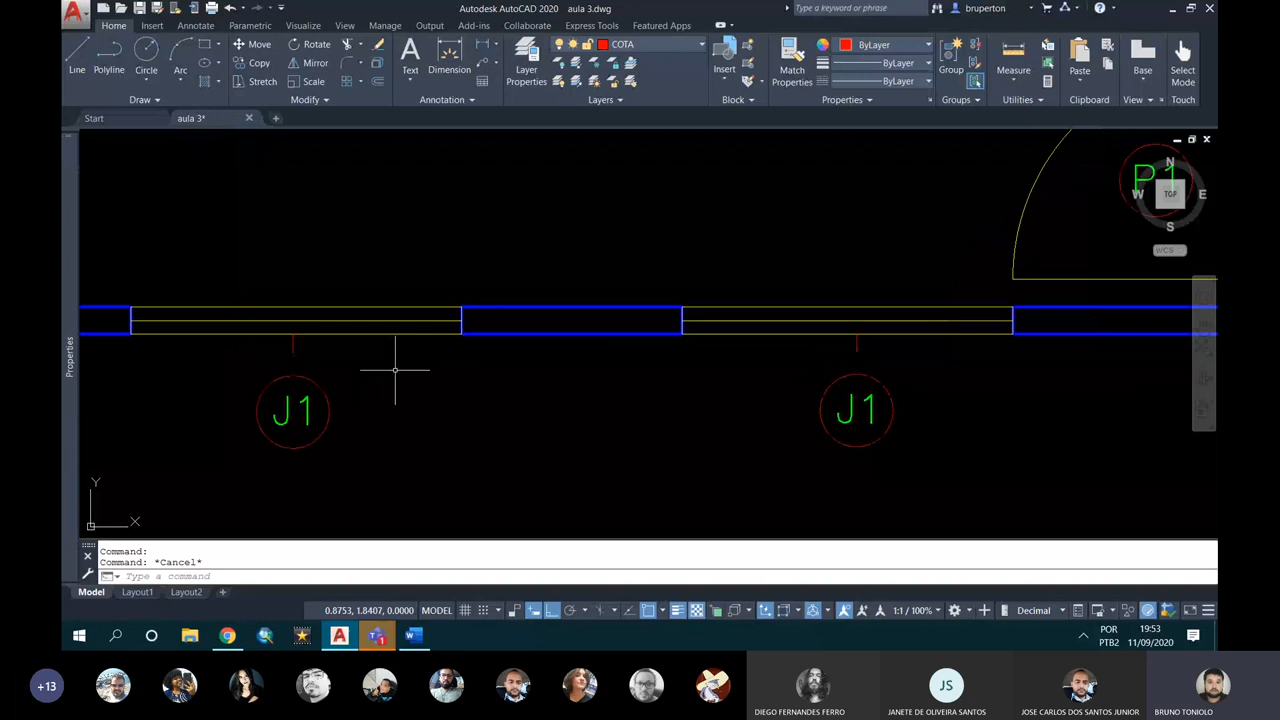 Autodesk AutoCAD 2020 aula 3.dwg
Type a keyword or phrase
bruperton
Home Insert Annotate Parametric Visualize View Manage Output Add-ins Collaborate Express Tools Featured Apps
Line Polyline Circle Arc
Move Rotate
Copy Mirror
Stretch Scale
Text Dimension
Layer Properties
COTA
Insert
Match Properties
ByLayer
ByLayer
ByLayer
Group
Measure
Paste
Base
Select Mode
Draw Modify Annotation Layers Block Properties Groups Utilities Clipboard View Touch
Start aula 3*
P1
N
W TOP E
S
WCS
Properties
J1 J1
Y
X
Command:
Command: *Cancel*
Type a command
Model Layout1 Layout2
0.8753, 1.8407, 0.0000 MODEL 1:1 / 100% Decimal
POR
PTB2
19:53
11/09/2020
+13
JS
DIEGO FERNANDES FERRO JANETE DE OLIVEIRA SANTOS JOSE CARLOS DOS SANTOS JUNIOR BRUNO TONIOLO